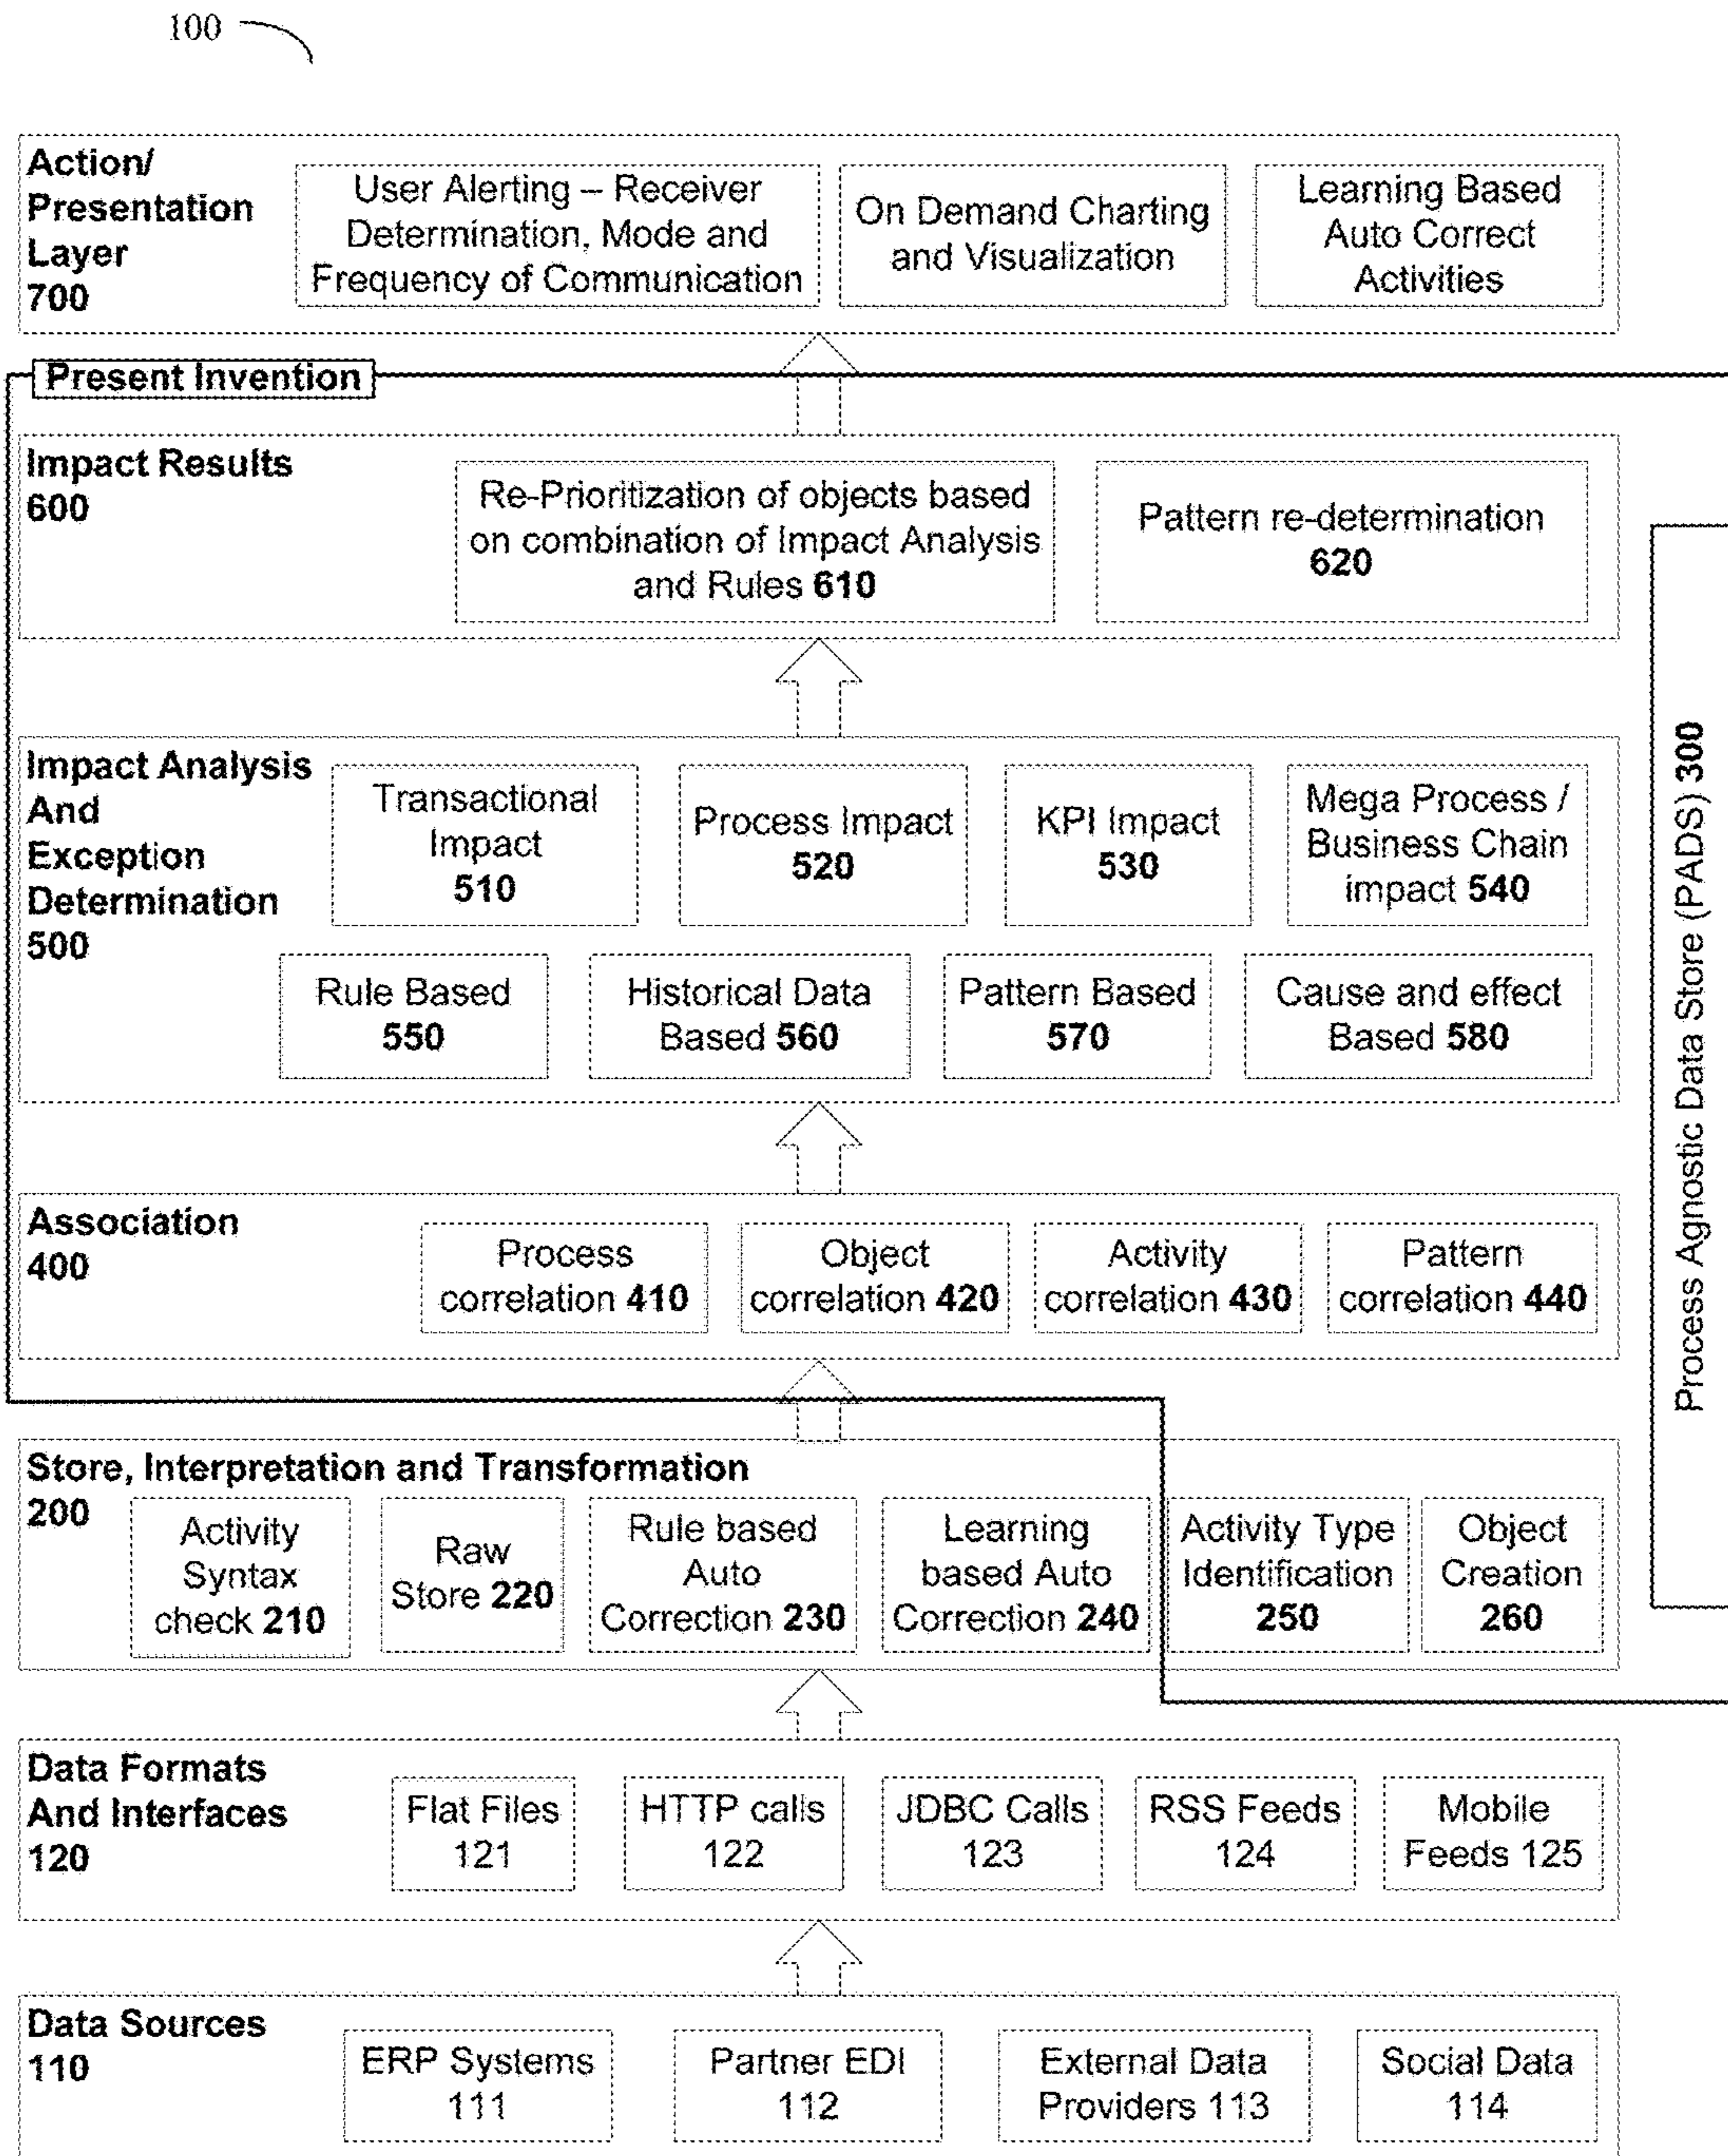 100
Action/
Presentation
Layer
700
User Alerting – Receiver
Determination, Mode and
Frequency of Communication
On Demand Charting
and Visualization
Learning Based
Auto Correct
Activities
Present Invention
Impact Results
600
Re-Prioritization of objects based
on combination of Impact Analysis
and Rules 610
Pattern re-determination
620
Impact Analysis
And
Exception
Determination
500
Transactional
Impact
510
Process Impact
520
KPI Impact
530
Mega Process /
Business Chain
impact 540
Rule Based
550
Historical Data
Based 560
Pattern Based
570
Cause and effect
Based 580
Process Agnostic Data Store (PADS) 300
Association
400
Process
correlation 410
Object
correlation 420
Activity
correlation 430
Pattern
correlation 440
Store, Interpretation and Transformation
200
Activity
Syntax
check 210
Raw
Store 220
Rule based
Auto
Correction 230
Learning
based Auto
Correction 240
Activity Type
Identification
250
Object
Creation
260
Data Formats
And Interfaces
120
Flat Files
121
HTTP calls
122
JDBC Calls
123
RSS Feeds
124
Mobile
Feeds 125
Data Sources
110
ERP Systems
111
Partner EDI
112
External Data
Providers 113
Social Data
114